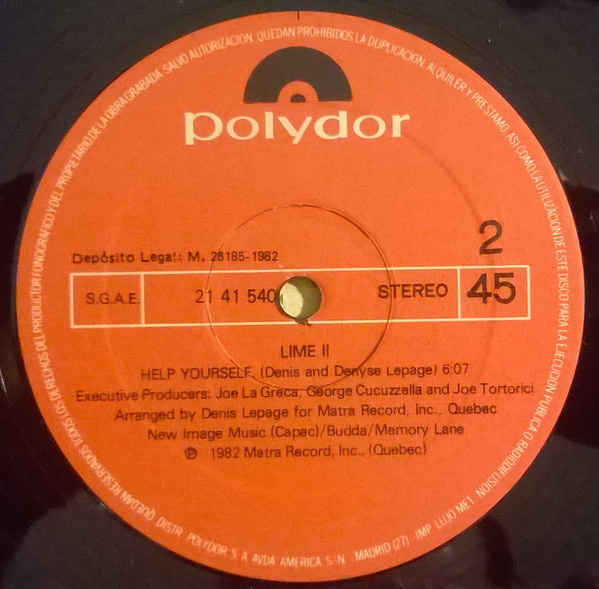 RESERVADOS TODOS LOS DERECHOS DEL PRODUCTOR FONOGRAFICO Y DEL PROPIETARIO DE LA OBRA GRABADA. SALVO AUTORIZACION QUEDAN PROHIBIDOS LA DUPLICACION, ALQUILER Y PRESTAMO, ASI COMO LA UTILIZACION DE ESTE DISCO PARA LA EJECUCION PUBLICA O RADIODIFUSION
polydor
2
Depósito Legal: M. 28185-1982
S.G.A.E. 21 41 540 STEREO 45
LIME II
HELP YOURSELF, (Denis and Denyse Lepage) 6:07
Executive Producers: Joe La Greca, George Cucuzzella and Joe Tortorici
Arranged by Denis Lepage for Matra Record, Inc., Quebec
New Image Music (Capac)/Budda/Memory Lane
℗ 1982 Matra Record, Inc., (Quebec)
QUEDAN DISTR. POLYDOR, S. A. AVDA. AMERICA, S/N. MADRID (27) - IMP. LUJO MET.